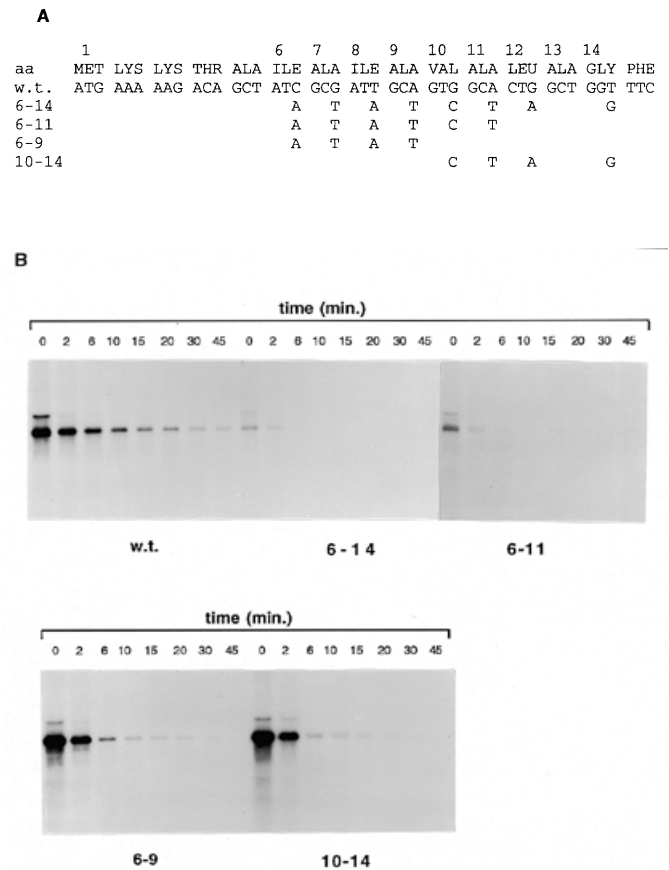 A
1 6 7 8 9 10 11 12 13 14
aa MET LYS LYS THR ALA ILE ALA ILE ALA VAL ALA LEU ALA GLY PHE
w.t. ATG AAA AAG ACA GCT ATC GCG ATT GCA GTG GCA CTG GCT GGT TTC
6-14 A T A T C T A G
6-11 A T A T C T
6-9 A T A T
10-14 C T A G
B
time (min.)
0 2 6 10 15 20 30 45 0 2 6 10 15 20 30 45 0 2 6 10 15 20 30 45
w.t. 6-14 6-11
time (min.)
0 2 6 10 15 20 30 45 0 2 6 10 15 20 30 45
6-9 10-14